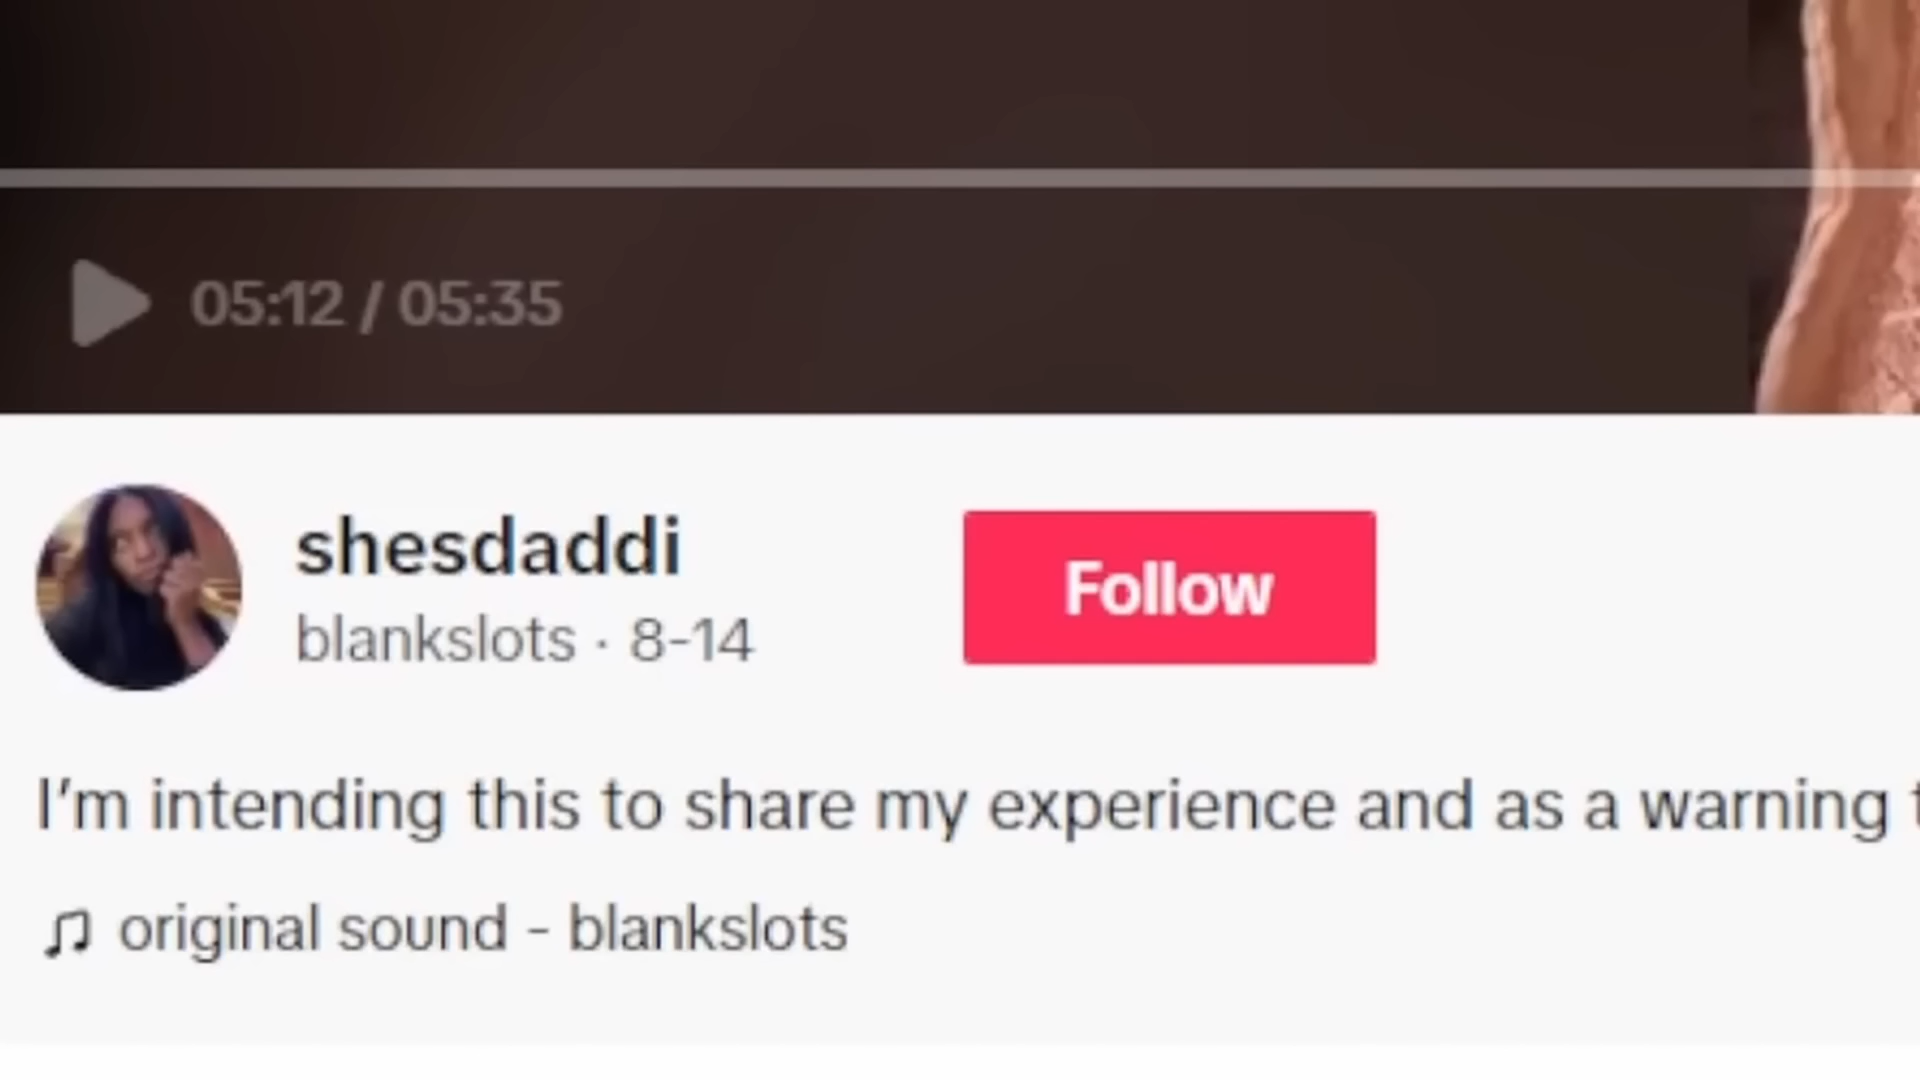 05:12 / 05:35
shesdaddi
blankslots · 8-14
Follow
I'm intending this to share my experience and as a warning
original sound - blankslots